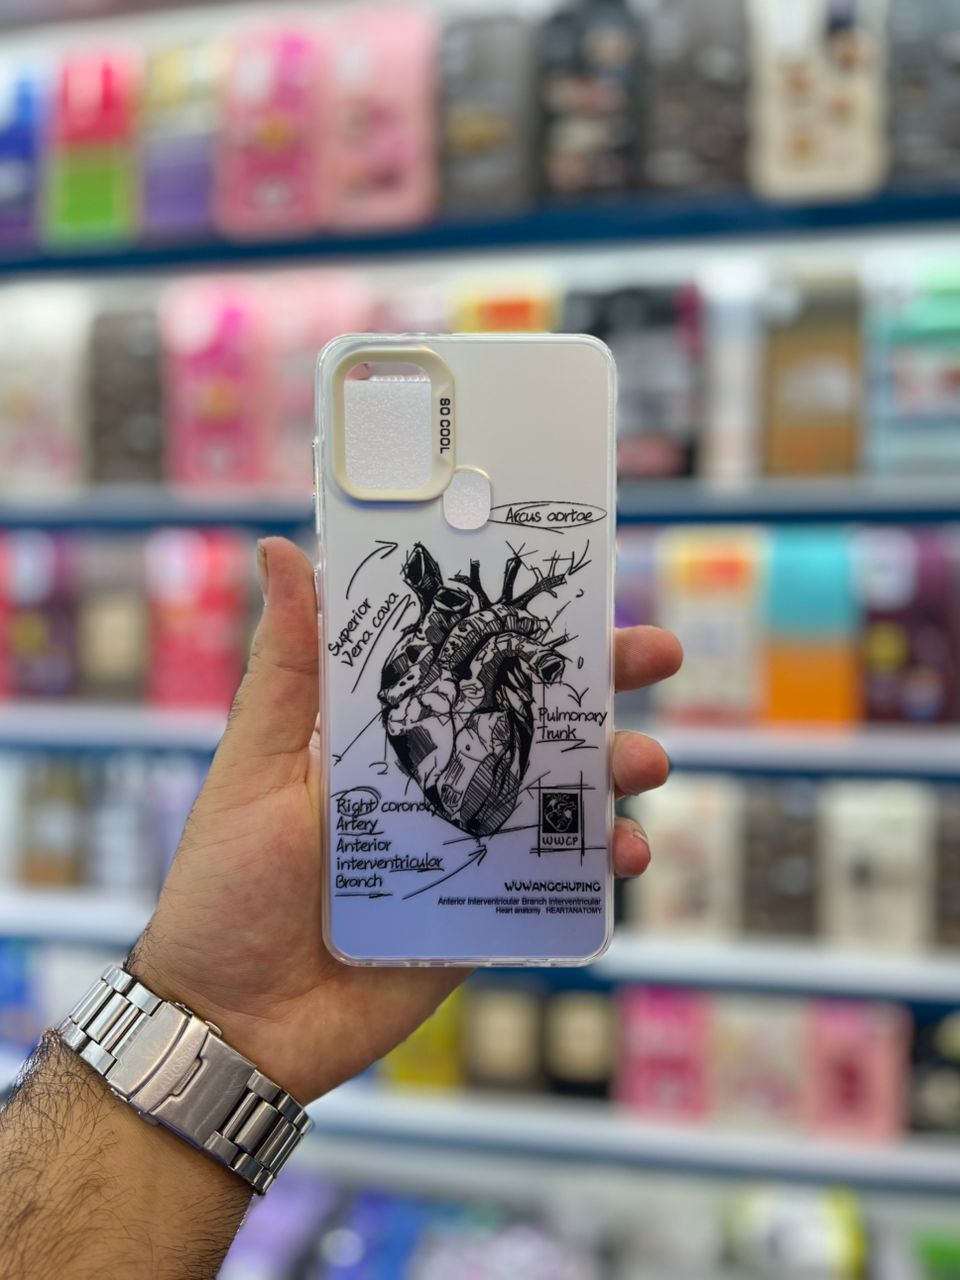 SO COOL
Arcus aortae
Superior
Vena cava
Pulmonary
Trunk
Right coronary
Artery
Anterior
interventricular
Branch
WWCP
WUWANGCHUPING
Anterior interventricular Branch interventricular
Heart anatomy HEARTANATOMY